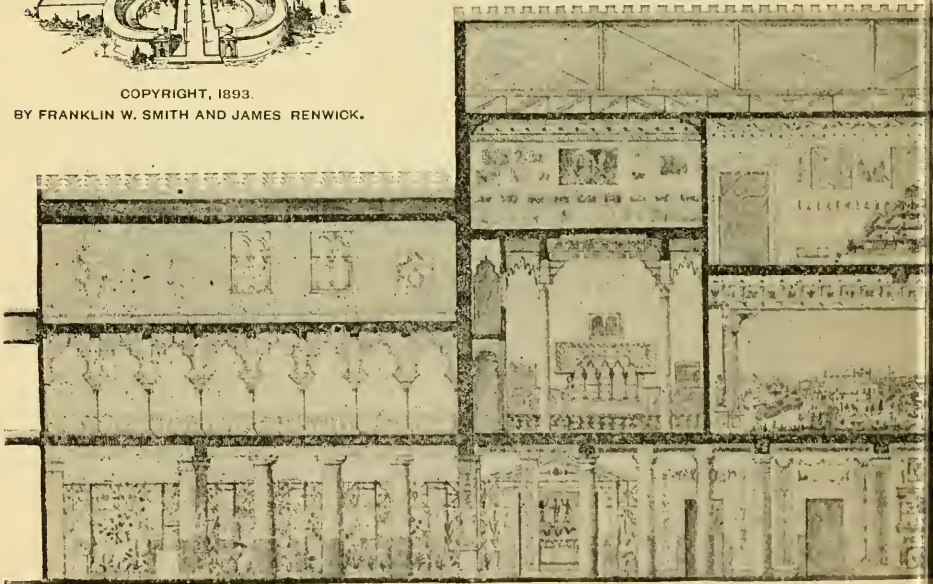 COPYRIGHT, 1893.
BY FRANKLIN W. SMITH AND JAMES RENWICK.